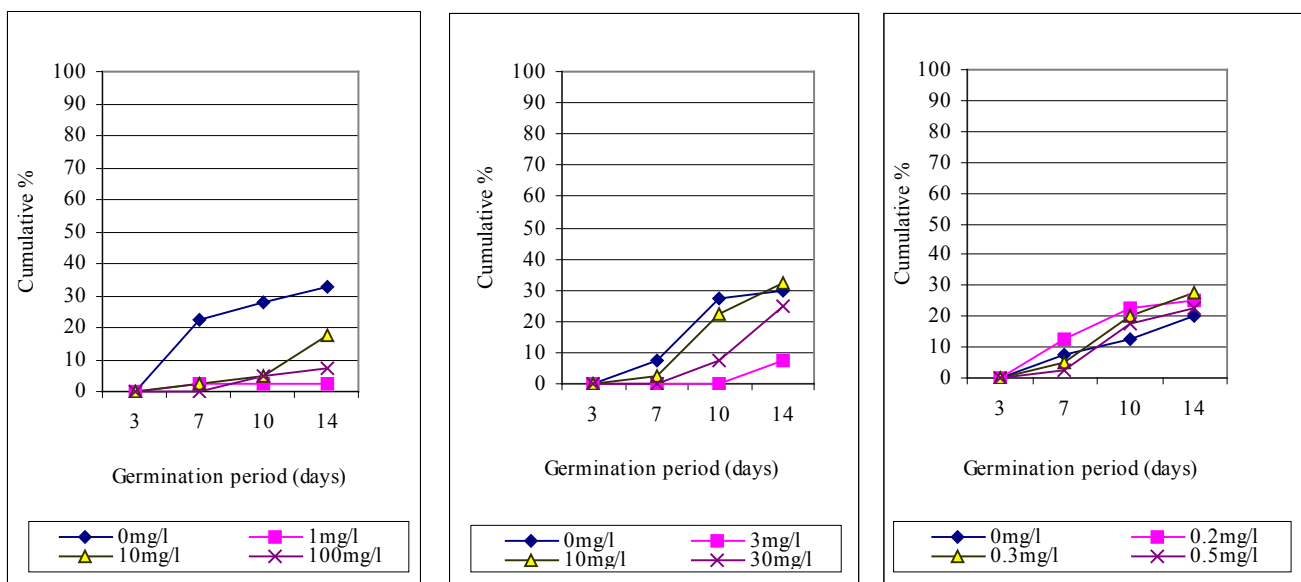 100
90
80
70
60
50
40
30
20
10
0
3 7 10 14
Cumulative %
Germination period (days)
0mg/l 1mg/l
10mg/l 100mg/l
100
90
80
70
60
50
40
30
20
10
0
3 7 10 14
Cumulative %
Germination period (days)
0mg/l 3mg/l
10mg/l 30mg/l
100
90
80
70
60
50
40
30
20
10
0
3 7 10 14
Cumulative %
Germination period (days)
0mg/l 0.2mg/l
0.3mg/l 0.5mg/l